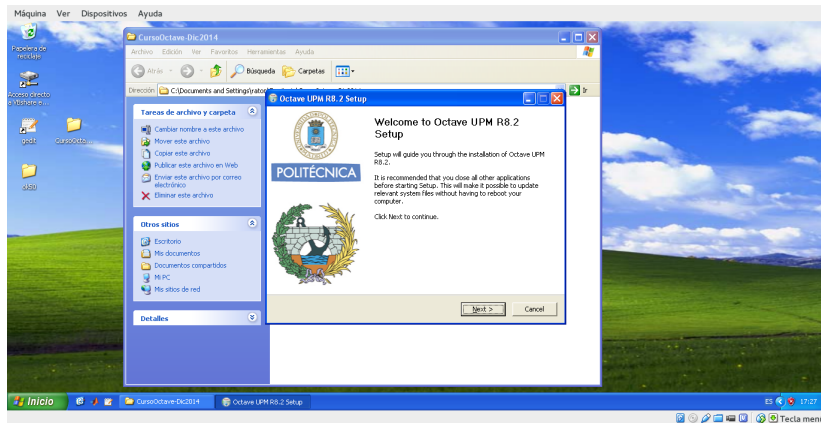 Máquina Ver Dispositivos Ayuda
Papelera de
reciclaje
Acceso directo
a VBshare e...
gedit
CursoOcta...
CursoOctave-Dic2014
Archivo Edición Ver Favoritos Herramientas Ayuda
Atrás
Búsqueda
Carpetas
Dirección
C:\Documents and Settings\rator
Ir
Tareas de archivo y carpeta
Cambiar nombre a este archivo
Mover este archivo
Copiar este archivo
Publicar este archivo en Web
Enviar este archivo por correo
electrónico
Eliminar este archivo
Otros sitios
Escritorio
Mis documentos
Documentos compartidos
Mi PC
Mis sitios de red
Detalles
Octave UPM R8.2 Setup
POLITÉCNICA
R
Welcome to Octave UPM R8.2
Setup
Setup will guide you through the installation of Octave UPM
R8.2.
It is recommended that you close all other applications
before starting Setup. This will make it possible to update
relevant system files without having to reboot your
computer.
Click Next to continue.
Next >
Cancel
Inicio
CursoOctave-Dic2014
Octave UPM R8.2 Setup
ES
17:27
Tecla menú